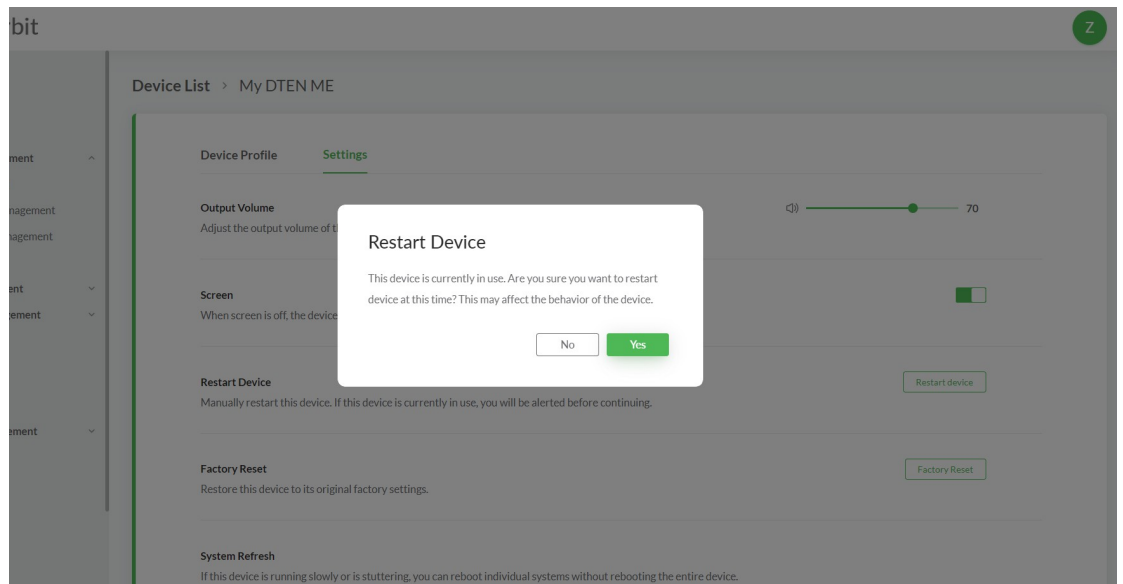 bit
Z
Device List > My DTEN ME
ment
nagement
nagement
ent
ement
ement
Device Profile Settings
Output Volume
Adjust the output volume of t
70
Screen
When screen is off, the device
Restart Device
Manually restart this device. If this device is currently in use, you will be alerted before continuing.
Restart device
Factory Reset
Restore this device to its original factory settings.
Factory Reset
System Refresh
If this device is running slowly or is stuttering, you can reboot individual systems without rebooting the entire device.
Restart Device
This device is currently in use. Are you sure you want to restart
device at this time? This may affect the behavior of the device.
No Yes